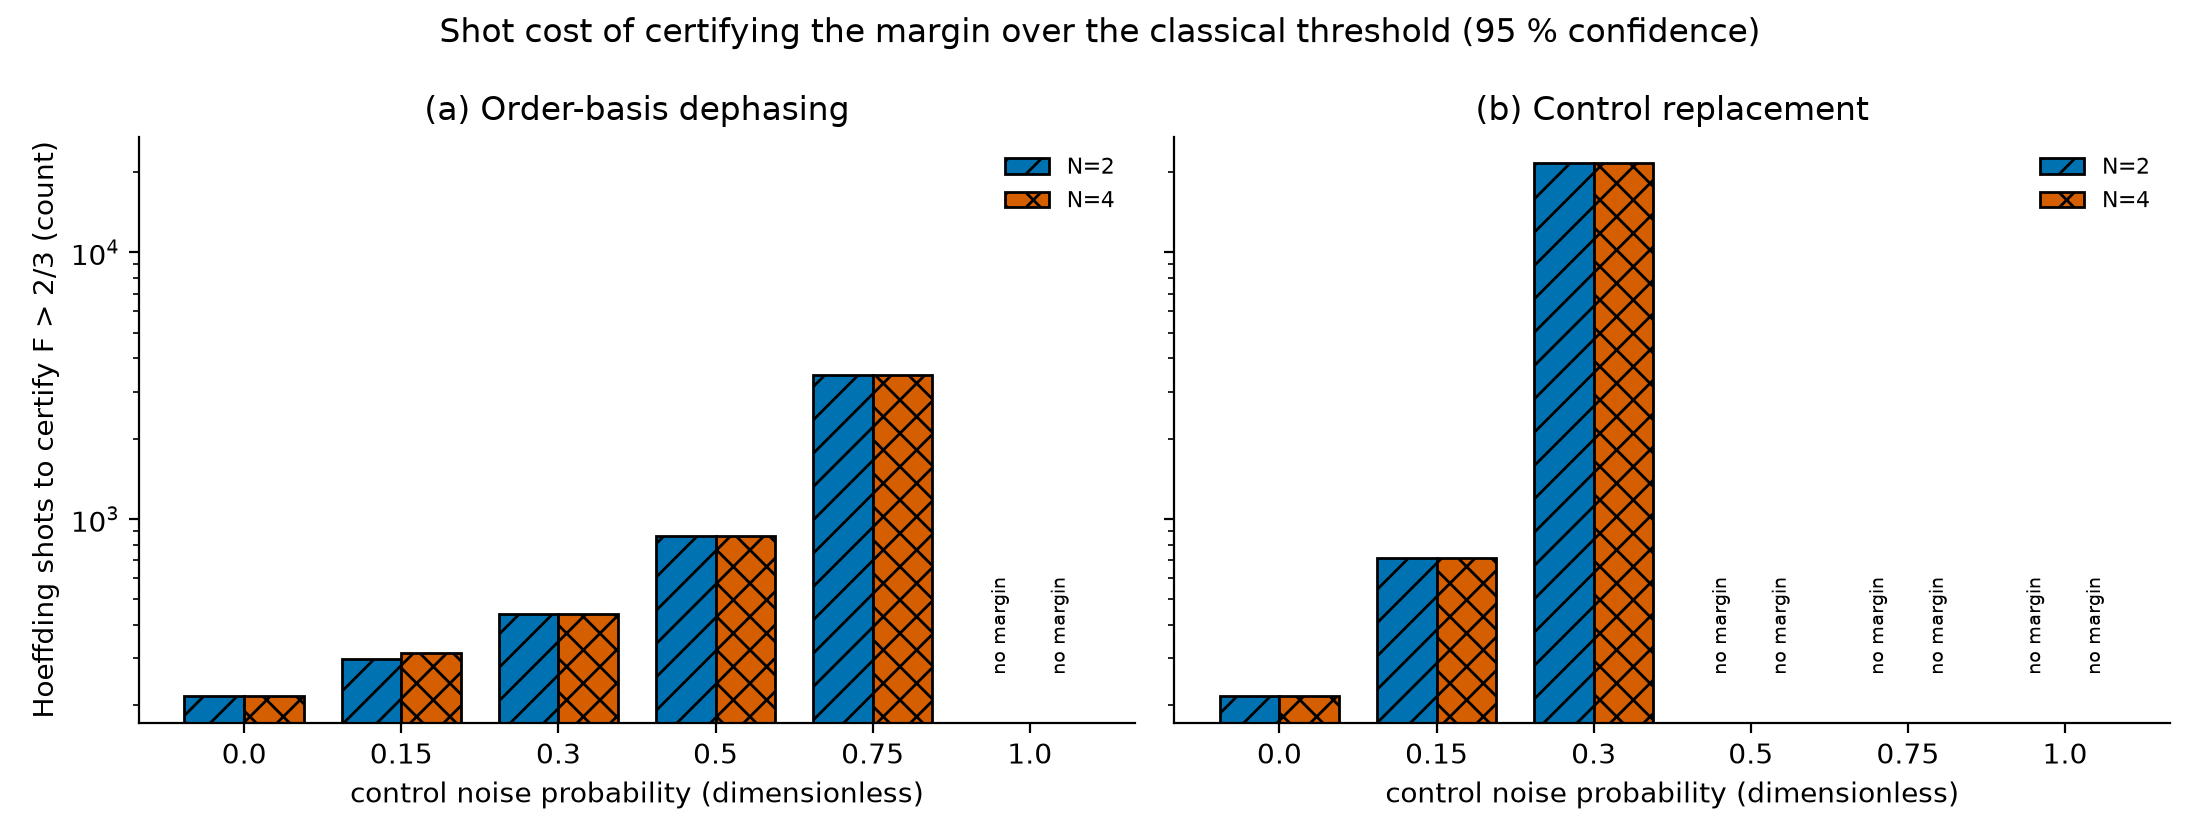 Shot cost of certifying the margin over the classical threshold (95 % confidence)
(a) Order-basis dephasing
Hoeffding shots to certify F > 2/3 (count)
10⁴
10³
N=2
N=4
no margin
no margin
0.0
0.15
0.3
0.5
0.75
1.0
control noise probability (dimensionless)
(b) Control replacement
N=2
N=4
no margin
no margin
no margin
no margin
no margin
no margin
0.0
0.15
0.3
0.5
0.75
1.0
control noise probability (dimensionless)